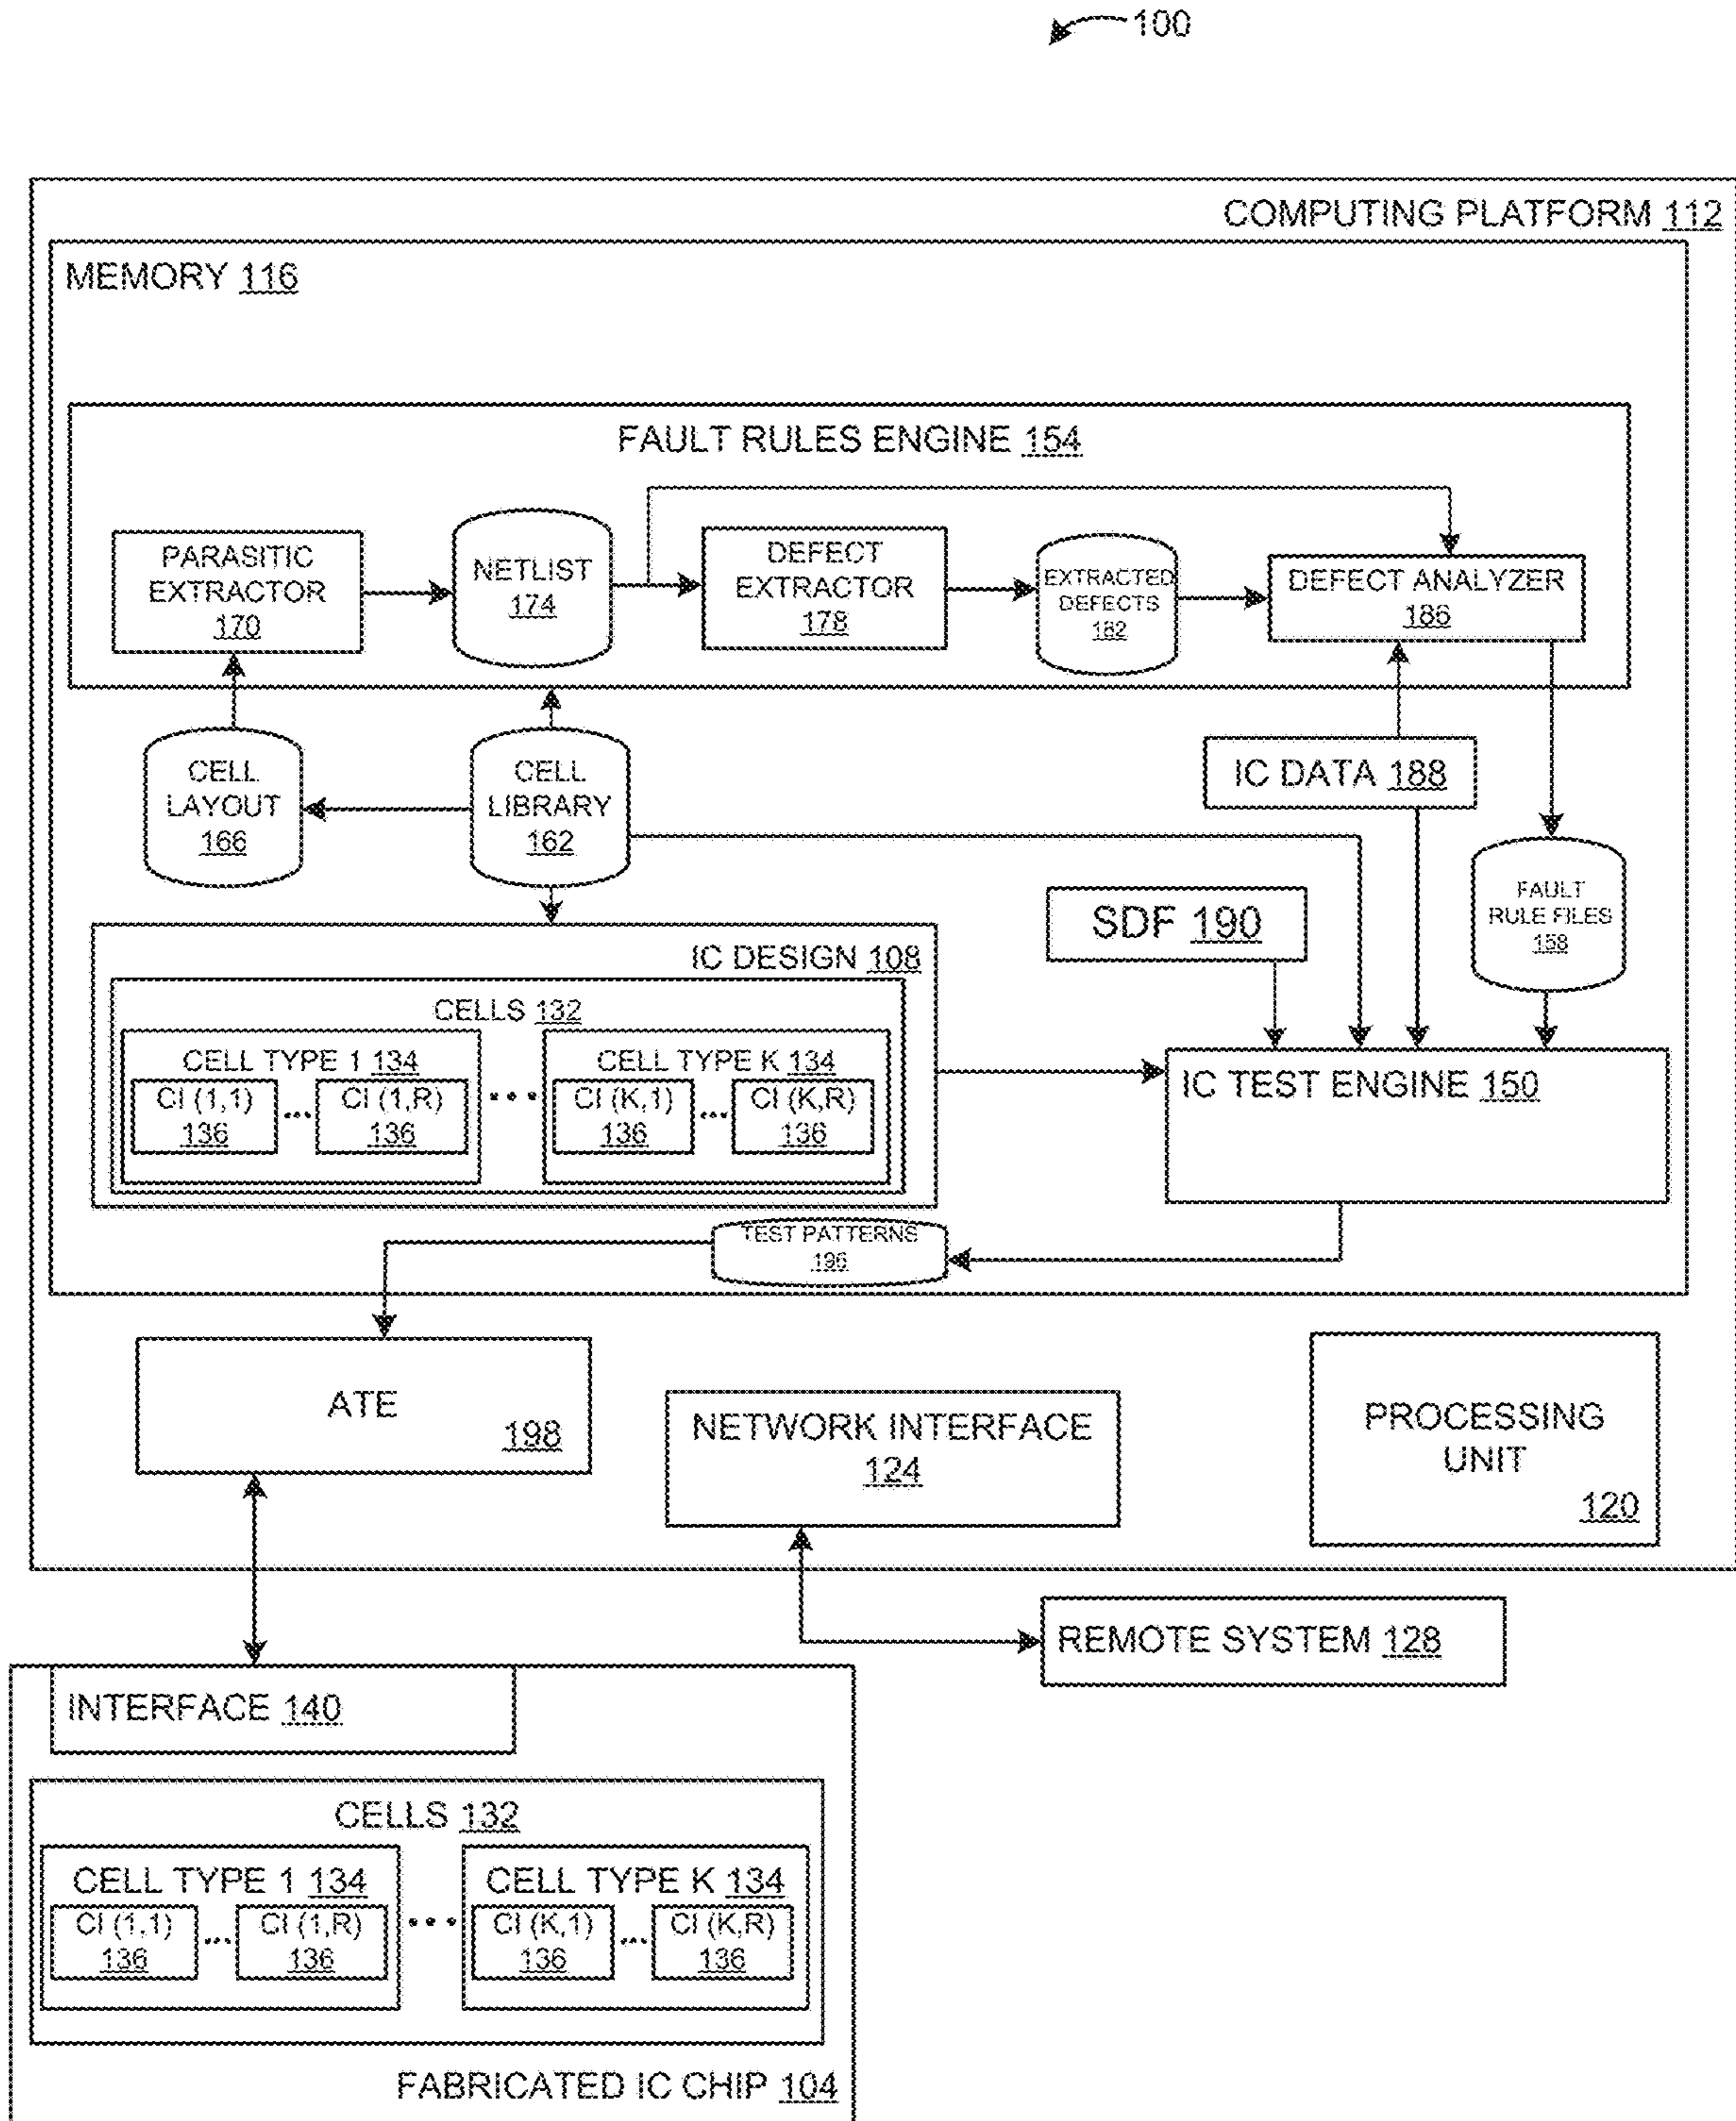 100
COMPUTING PLATFORM 112
MEMORY 116
FAULT RULES ENGINE 154
PARASITIC
EXTRACTOR
170
NETLIST
174
DEFECT
EXTRACTOR
178
EXTRACTED
DEFECTS
182
DEFECT ANALYZER
186
CELL
LAYOUT
166
CELL
LIBRARY
162
IC DATA 188
SDF 190
FAULT
RULE FILES
158
IC DESIGN 108
CELLS 132
CELL TYPE 1 134
CI (1,1)
136
...
CI (1,R)
136
...
CELL TYPE K 134
CI (K,1)
136
...
CI (K,R)
136
IC TEST ENGINE 150
TEST PATTERNS
196
ATE
198
NETWORK INTERFACE
124
PROCESSING
UNIT
120
REMOTE SYSTEM 128
INTERFACE 140
CELLS 132
CELL TYPE 1 134
CI (1,1)
136
...
CI (1,R)
136
...
CELL TYPE K 134
CI (K,1)
136
...
CI (K,R)
136
FABRICATED IC CHIP 104